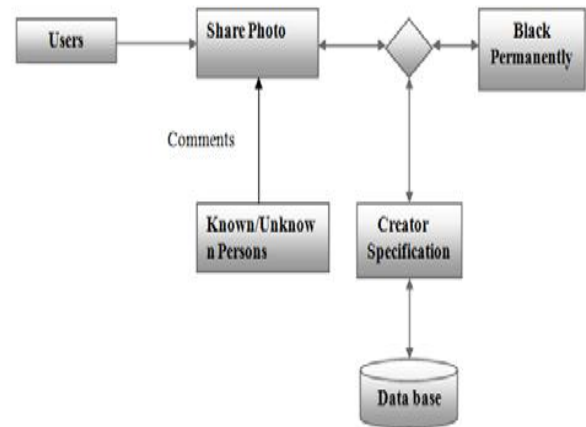 Users
Share Photo
Black
Permanently
Comments
Known/Unknow
n Persons
Creator
Specification
Data base